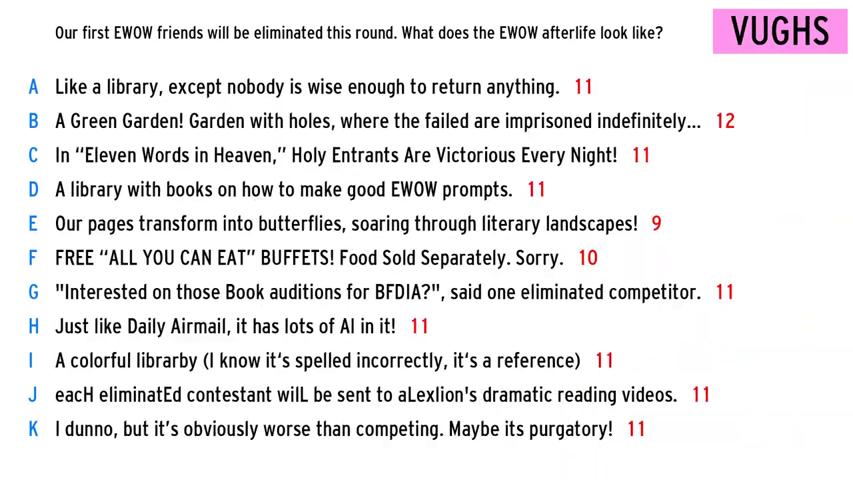 Our first EWOW friends will be eliminated this round. What does the EWOW afterlife look like?
VUGHS
A Like a library, except nobody is wise enough to return anything. 11
B A Green Garden! Garden with holes, where the failed are imprisoned indefinitely... 12
C In “Eleven Words in Heaven,” Holy Entrants Are Victorious Every Night! 11
D A library with books on how to make good EWOW prompts. 11
E Our pages transform into butterflies, soaring through literary landscapes! 9
F FREE “ALL YOU CAN EAT” BUFFETS! Food Sold Separately. Sorry. 10
G "Interested on those Book auditions for BFDIA?", said one eliminated competitor. 11
H Just like Daily Airmail, it has lots of AI in it! 11
I A colorful librarby (I know it‘s spelled incorrectly, it‘s a reference) 11
J eacH eliminatEd contestant wilL be sent to aLexlion's dramatic reading videos. 11
K I dunno, but it’s obviously worse than competing. Maybe its purgatory! 11